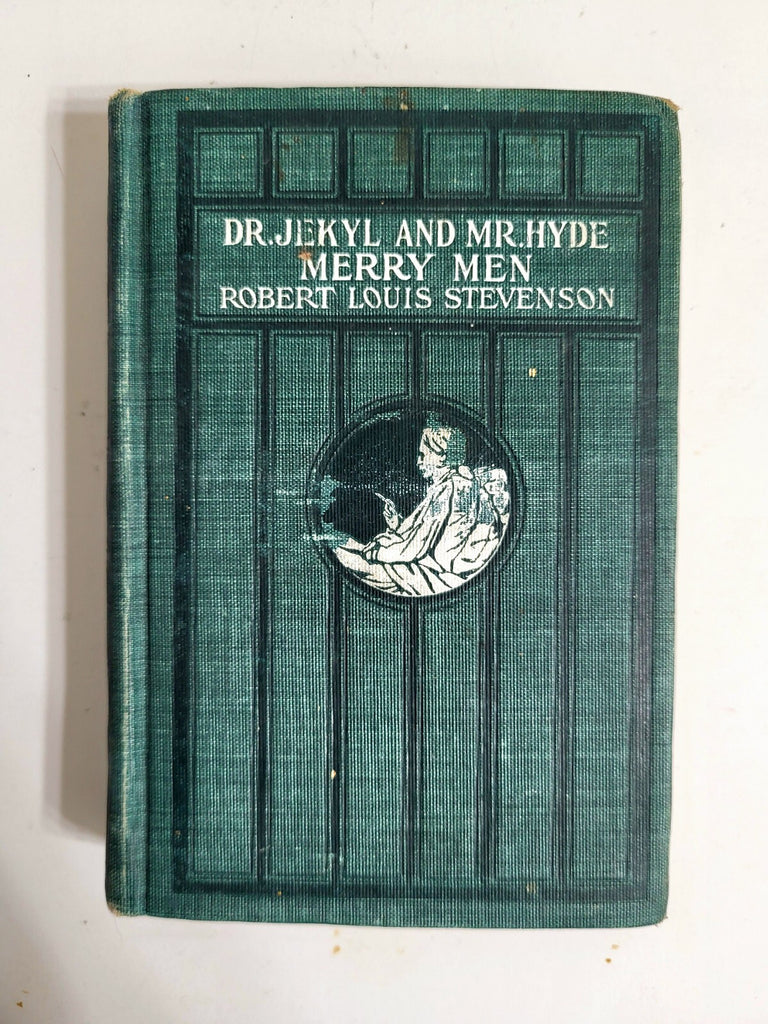 DR.JEKYL AND MR.HYDE
MERRY MEN
ROBERT LOUIS STEVENSON